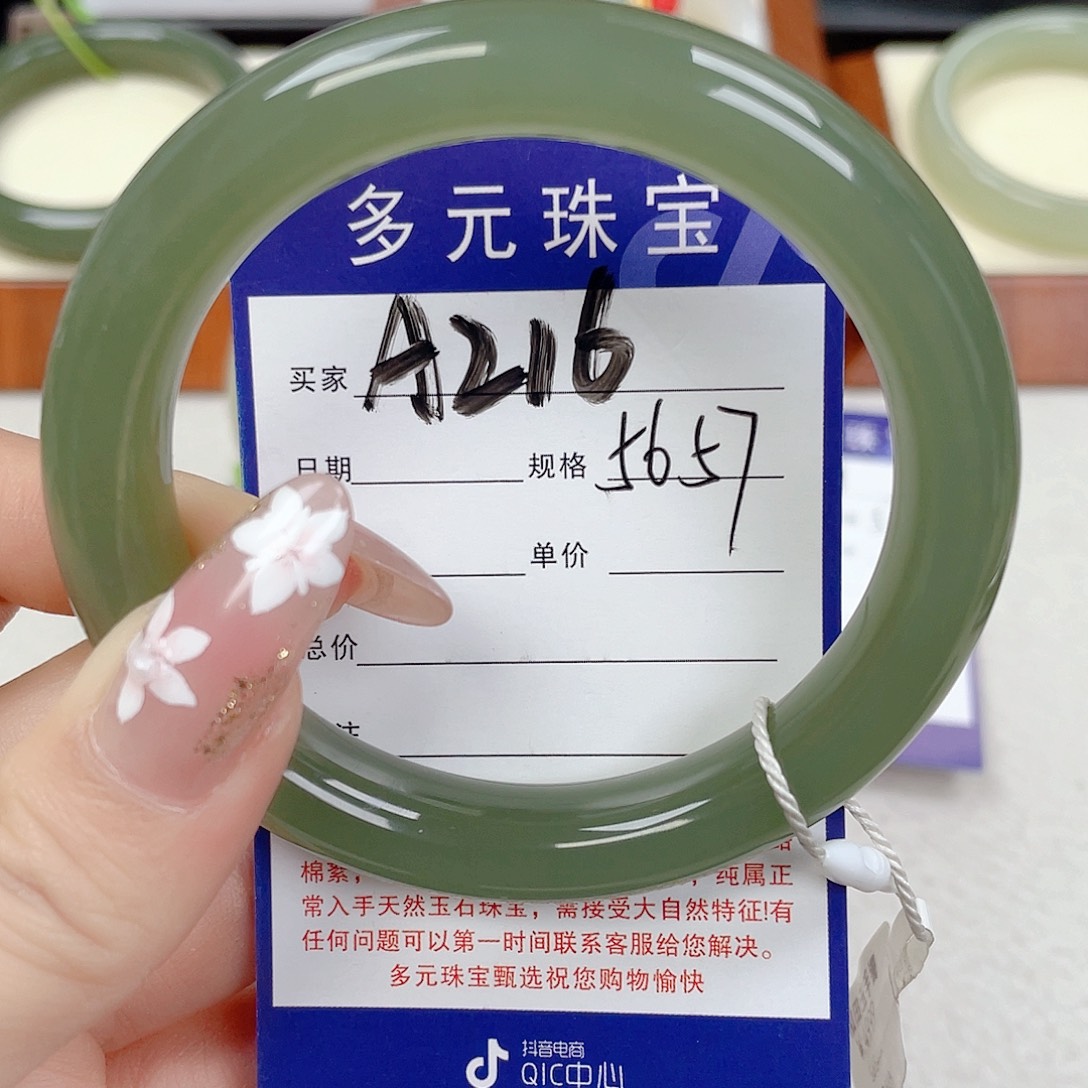 多元珠宝
买家 A216
日期 规格 5657
单价
总价
注
棉絮， ，纯属正
常入手天然玉石珠宝，需接受大自然特征!有
任何问题可以第一时间联系客服给您解决。
多元珠宝甄选祝您购物愉快
抖音电商
QIC中心
珠